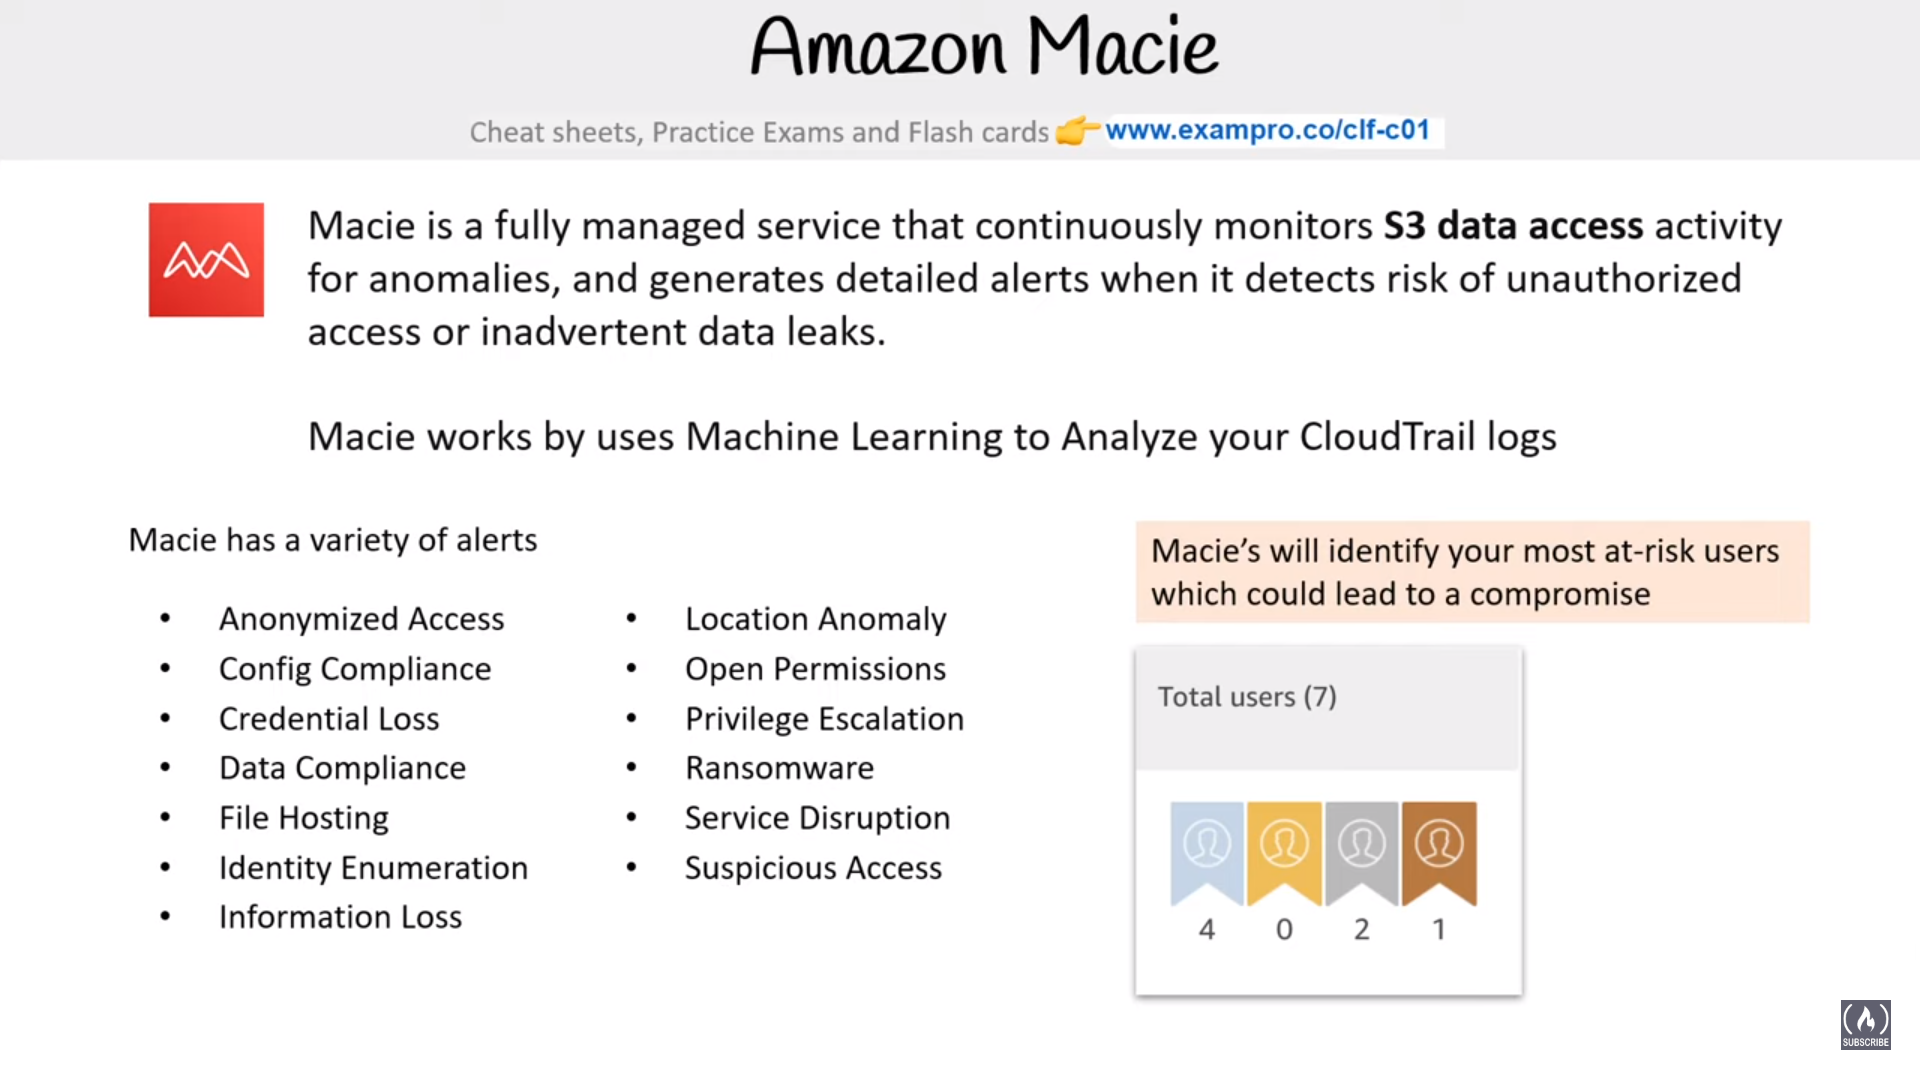 Amazon Macie
Cheat sheets, Practice Exams and Flash cards 👉 www.exampro.co/clf-c01
Macie is a fully managed service that continuously monitors S3 data access activity
for anomalies, and generates detailed alerts when it detects risk of unauthorized
access or inadvertent data leaks.
Macie works by uses Machine Learning to Analyze your CloudTrail logs
Macie has a variety of alerts
• Anonymized Access
• Config Compliance
• Credential Loss
• Data Compliance
• File Hosting
• Identity Enumeration
• Information Loss
• Location Anomaly
• Open Permissions
• Privilege Escalation
• Ransomware
• Service Disruption
• Suspicious Access
Macie’s will identify your most at-risk users
which could lead to a compromise
Total users (7)
4 0 2 1
SUBSCRIBE